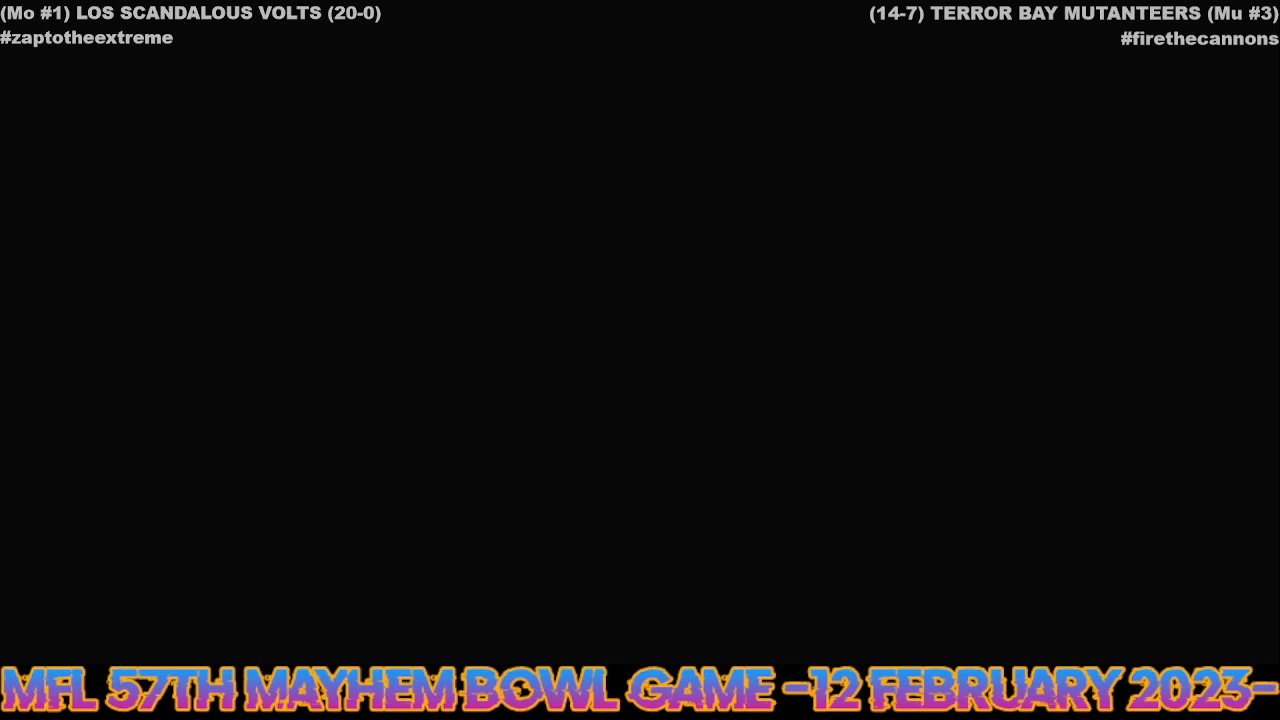 (Mo #1) LOS SCANDALOUS VOLTS (20-0)
(14-7) TERROR BAY MUTANTEERS (Mu #3)
#zaptotheextreme
#firethecannons
MFL 57TH MAYHEM BOWL GAME -12 FEBRUARY 2023-